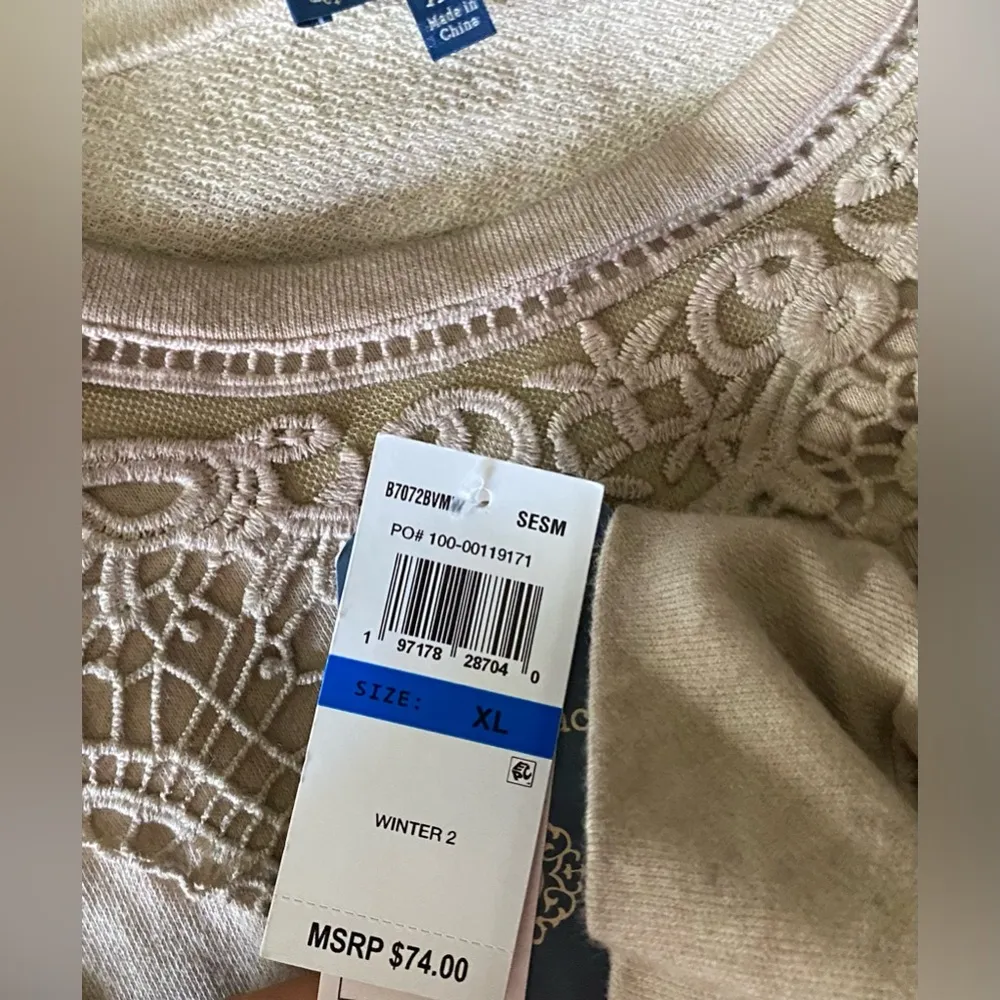 Made in
China
B7072BVMW
SESM
PO# 100-00119171
1 97178 28704 0
SIZE: XL
WINTER 2
MSRP $74.00